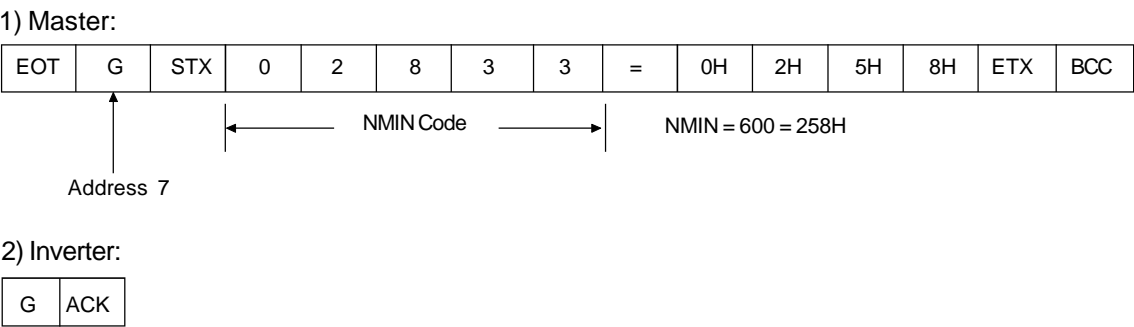 1) Master:
EOT G STX 0 2 8 3 3 = 0H 2H 5H 8H ETX BCC
NMIN Code NMIN = 600 = 258H
Address 7
2) Inverter:
G ACK